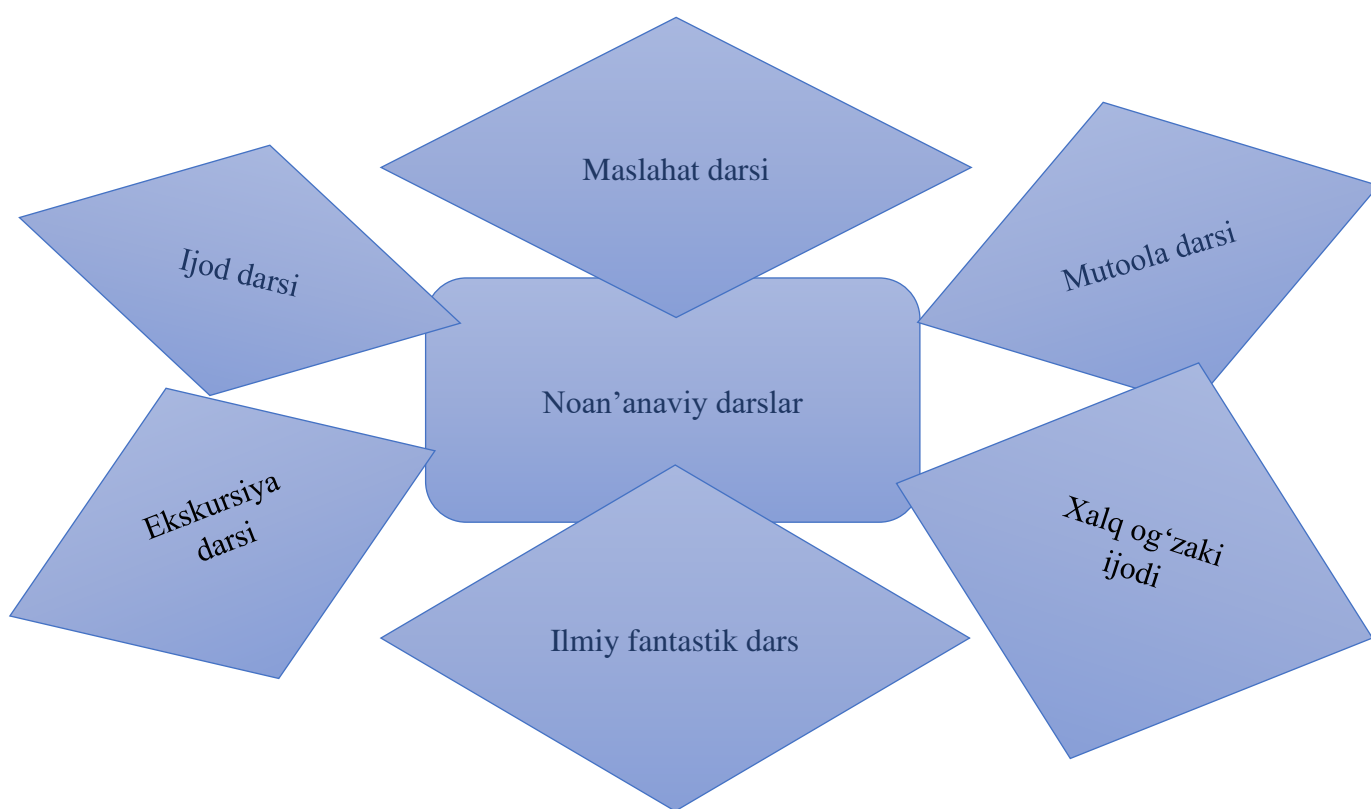 Maslahat darsi
Ijod darsi
Mutoola darsi
Noan’anaviy darslar
Ekskursiya
darsi
Xalq og‘zaki
ijodi
Ilmiy fantastik dars